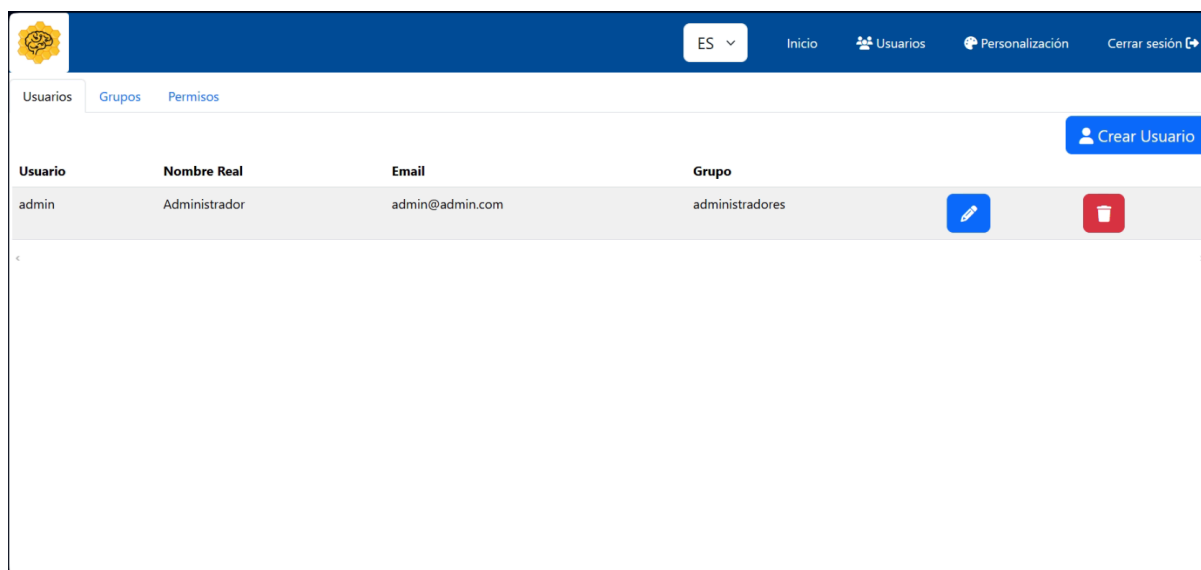 ES Inicio Usuarios Personalización Cerrar sesión
Usuarios Grupos Permisos
Crear Usuario
Usuario Nombre Real Email Grupo
admin Administrador admin@admin.com administradores